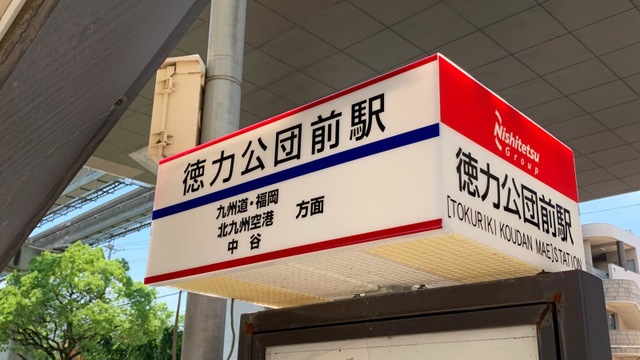 徳力公団前駅
九州道・福岡
北九州空港
中谷
方面
Nishitetsu
Group
徳力公団前駅
[TOKURIKI KOUDAN MAE]STATION